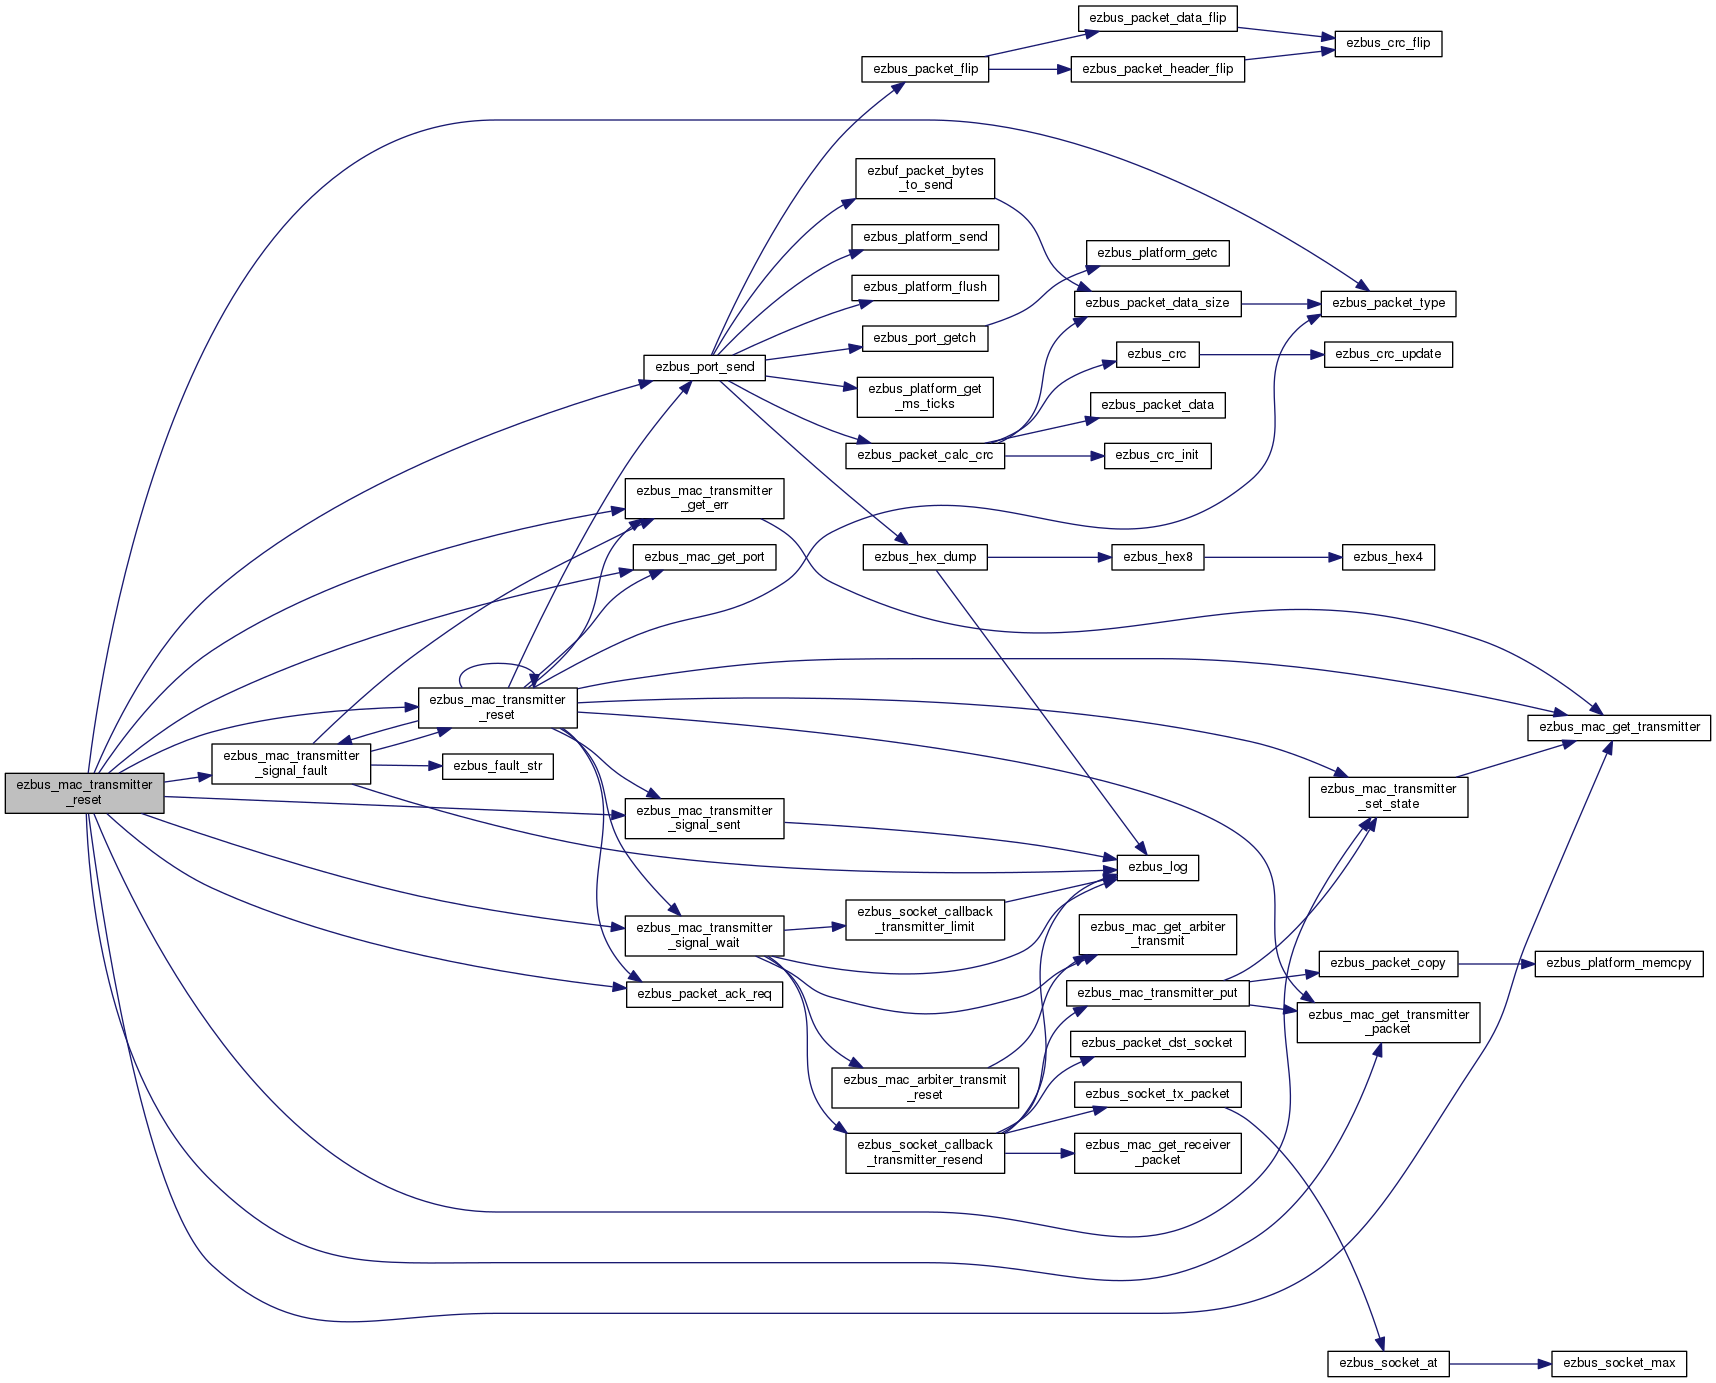 ezbus_packet_data_flip
ezbus_crc_flip
ezbus_packet_flip
ezbus_packet_header_flip
ezbuf_packet_bytes
_to_send
ezbus_platform_send
ezbus_platform_getc
ezbus_platform_flush
ezbus_packet_data_size
ezbus_packet_type
ezbus_port_getch
ezbus_crc
ezbus_crc_update
ezbus_port_send
ezbus_platform_get
_ms_ticks
ezbus_packet_data
ezbus_packet_calc_crc
ezbus_crc_init
ezbus_mac_transmitter
_get_err
ezbus_mac_get_port
ezbus_hex_dump
ezbus_hex8
ezbus_hex4
ezbus_mac_transmitter
_reset
ezbus_mac_get_transmitter
ezbus_mac_transmitter
_signal_fault
ezbus_fault_str
ezbus_mac_transmitter
_reset
ezbus_mac_transmitter
_set_state
ezbus_mac_transmitter
_signal_sent
ezbus_log
ezbus_mac_transmitter
_signal_wait
ezbus_socket_callback
_transmitter_limit
ezbus_mac_get_arbiter
_transmit
ezbus_packet_copy
ezbus_platform_memcpy
ezbus_packet_ack_req
ezbus_mac_transmitter_put
ezbus_mac_get_transmitter
_packet
ezbus_packet_dst_socket
ezbus_mac_arbiter_transmit
_reset
ezbus_socket_tx_packet
ezbus_socket_callback
_transmitter_resend
ezbus_mac_get_receiver
_packet
ezbus_socket_at
ezbus_socket_max